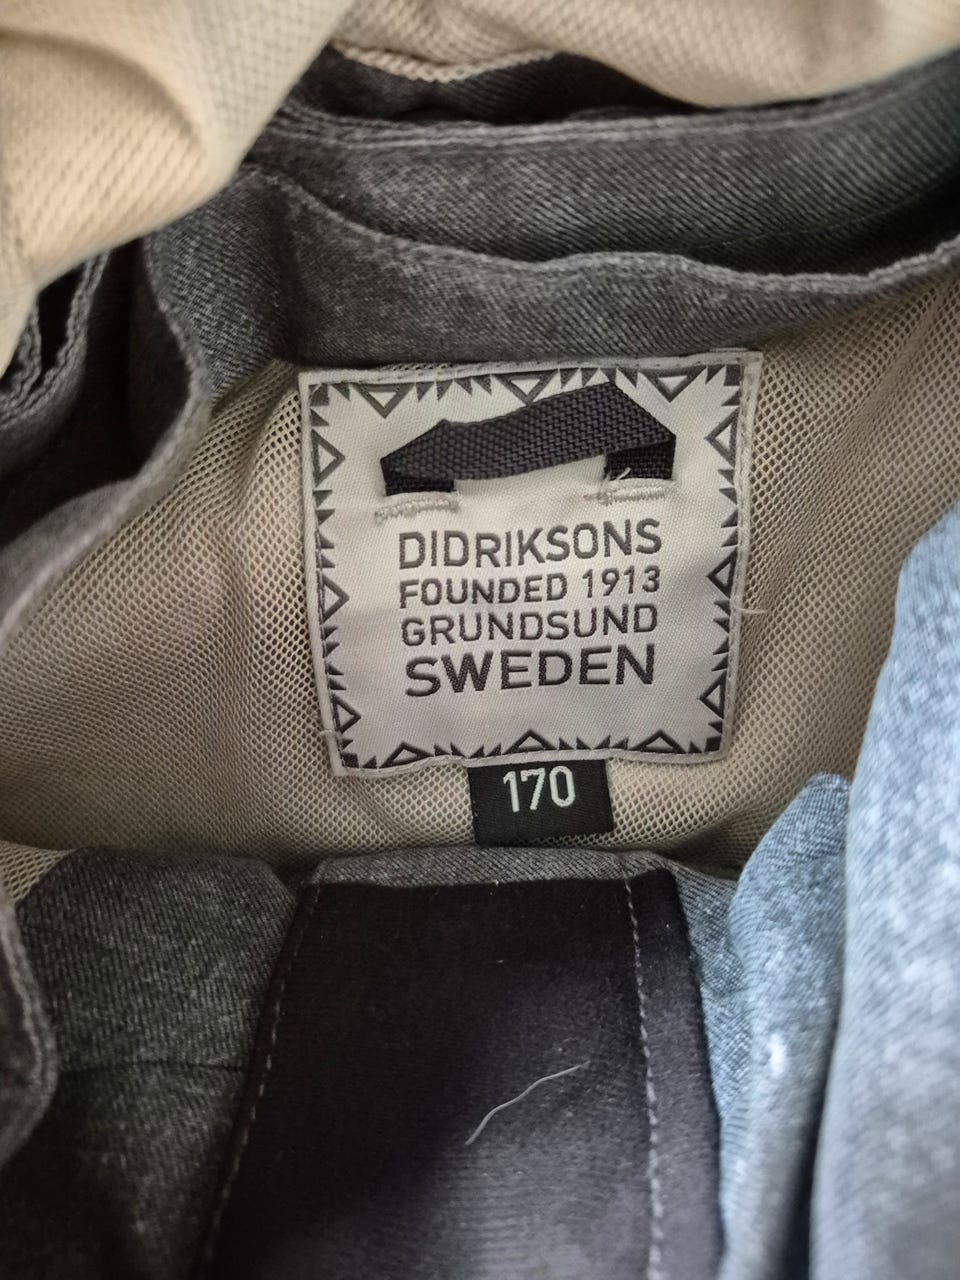 DIDRIKSONS
FOUNDED 1913
GRUNDSUND
SWEDEN
170